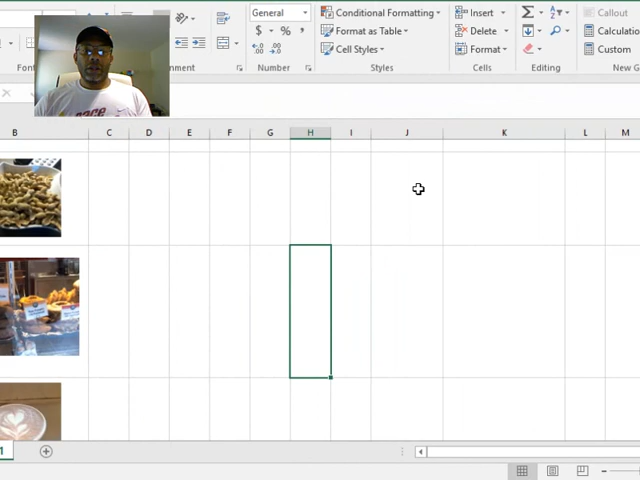 General
Conditional Formatting
Insert
Callout
$ % ,
Format as Table
Delete
Calculatio
Cell Styles
Format
Custom
Font
nment
Number
Styles
Cells
Editing
New G
B C D E F G H I J K L M
1